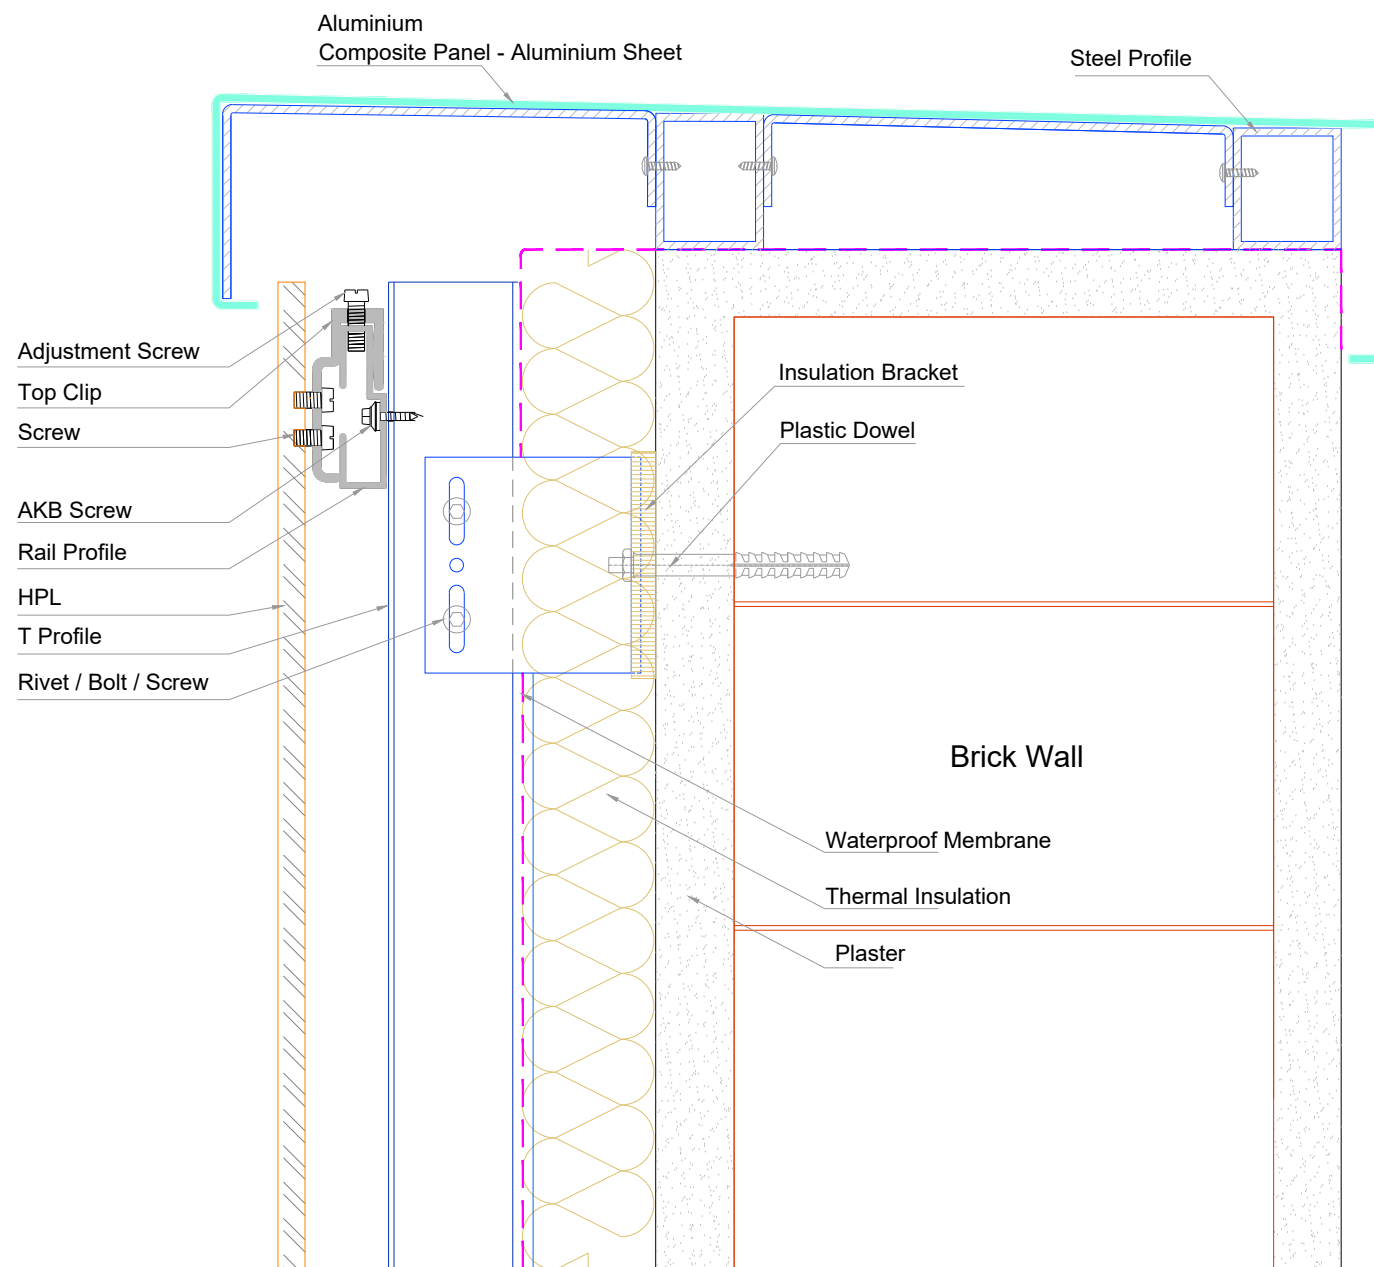 Aluminium
Composite Panel - Aluminium Sheet
Steel Profile
Adjustment Screw
Top Clip
Screw
AKB Screw
Rail Profile
HPL
T Profile
Rivet / Bolt / Screw
Insulation Bracket
Plastic Dowel
Brick Wall
Waterproof Membrane
Thermal Insulation
Plaster